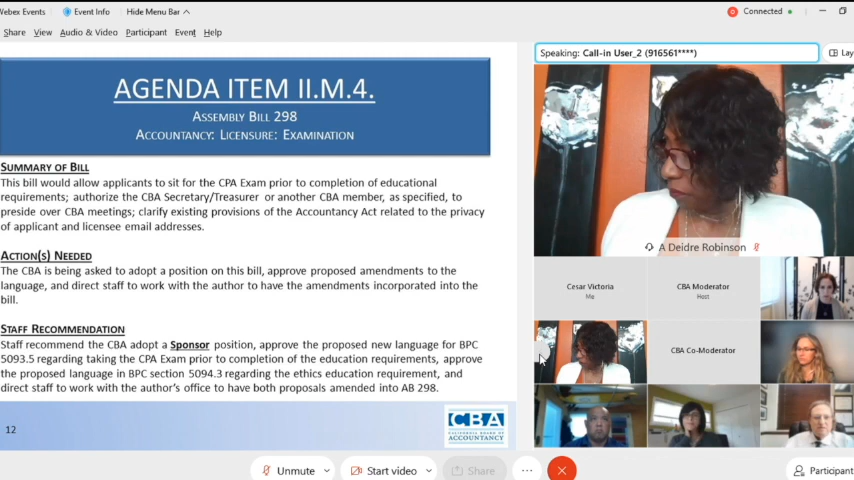 Webex Events
Event Info
Hide Menu Bar
Connected
Share View Audio & Video Participant Event Help
AGENDA ITEM II.M.4.
ASSEMBLY BILL 298
ACCOUNTANCY: LICENSURE: EXAMINATION
SUMMARY OF BILL
This bill would allow applicants to sit for the CPA Exam prior to completion of educational
requirements; authorize the CBA Secretary/Treasurer or another CBA member, as specified, to
preside over CBA meetings; clarify existing provisions of the Accountancy Act related to the privacy
of applicant and licensee email addresses.
ACTION(S) NEEDED
The CBA is being asked to adopt a position on this bill, approve proposed amendments to the
language, and direct staff to work with the author to have the amendments incorporated into the
bill.
STAFF RECOMMENDATION
Staff recommend the CBA adopt a Sponsor position, approve the proposed new language for BPC
5093.5 regarding taking the CPA Exam prior to completion of the education requirements, approve
the proposed language in BPC section 5094.3 regarding the ethics education requirement, and
direct staff to work with the author's office to have both proposals amended into AB 298.
12
CBA
CALIFORNIA BOARD OF
ACCOUNTANCY
Speaking: Call-in User_2 (916561****)
Lay
A Deidre Robinson
Cesar Victoria
Me
CBA Moderator
Host
CBA Co-Moderator
Unmute
Start video
Share
Participant